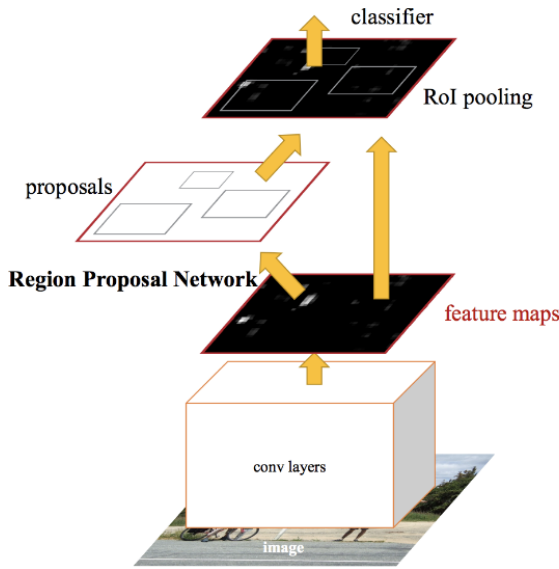 classifier
RoI pooling
proposals
Region Proposal Network
feature maps
conv layers
image